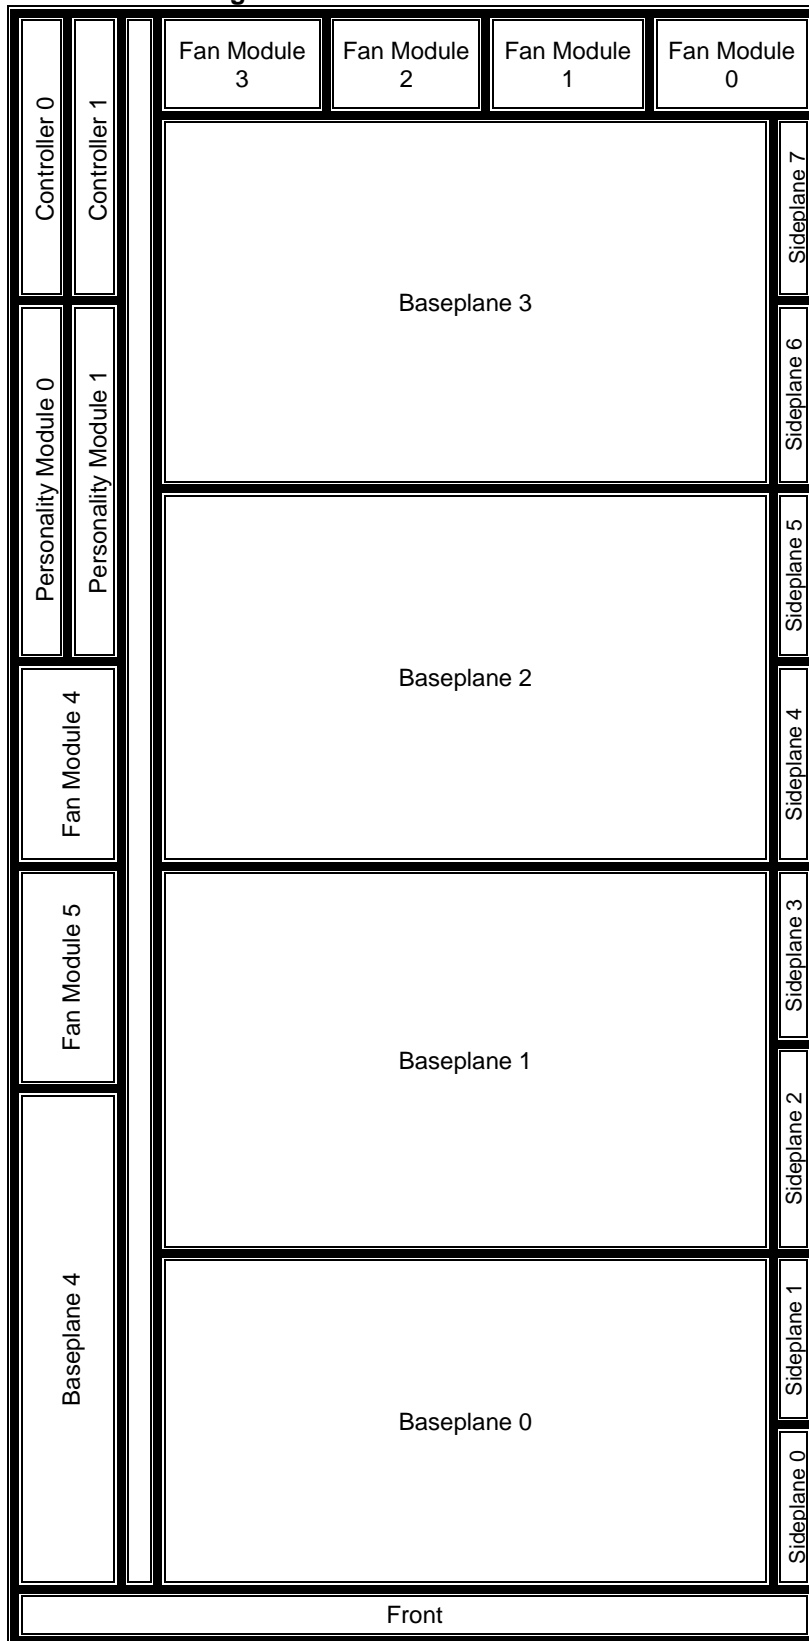 Controller 0
Controller 1
Fan Module
3
Fan Module
2
Fan Module
1
Fan Module
0
Baseplane 3
Sideplane 7
Sideplane 6
Personality Module 0
Personality Module 1
Baseplane 2
Sideplane 5
Sideplane 4
Fan Module 4
Fan Module 5
Baseplane 1
Sideplane 3
Sideplane 2
Baseplane 4
Baseplane 0
Sideplane 1
Sideplane 0
Front